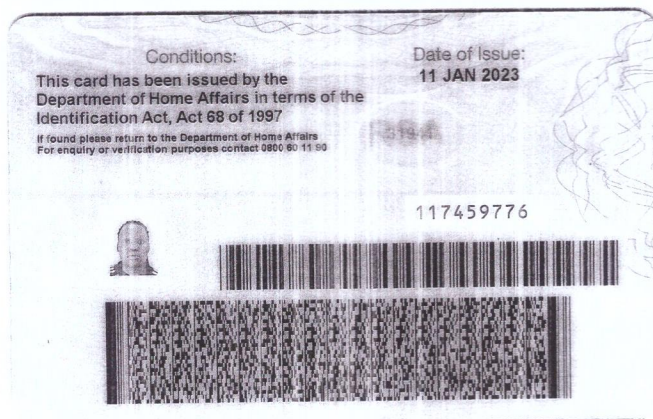 Conditions:
This card has been issued by the
Department of Home Affairs in terms of the
Identification Act, Act 68 of 1997
If found please return to the Department of Home Affairs
For enquiry or verification purposes contact 0800 60 11 90
Date of Issue:
11 JAN 2023
117459776